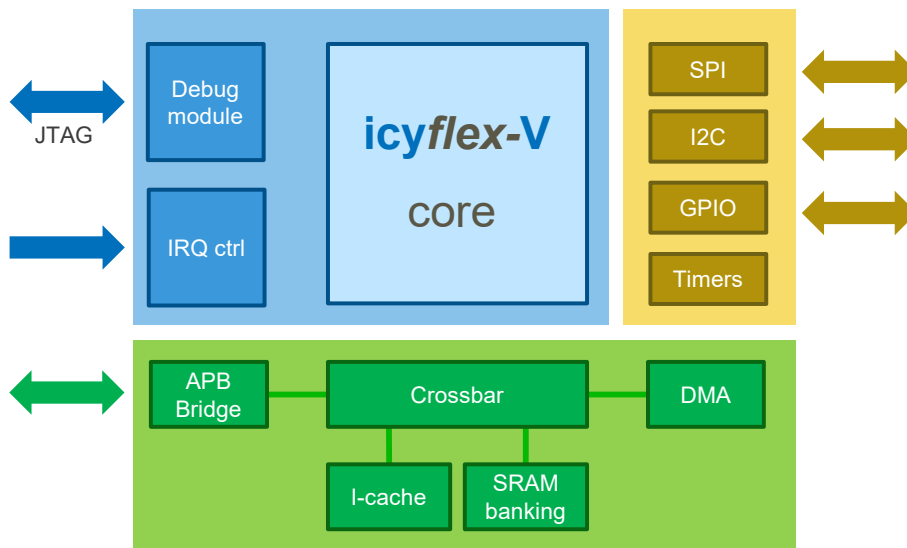 Debug
module
JTAG
IRQ ctrl
icyflex-V
core
SPI
I2C
GPIO
Timers
APB
Bridge
Crossbar
DMA
I-cache
SRAM
banking